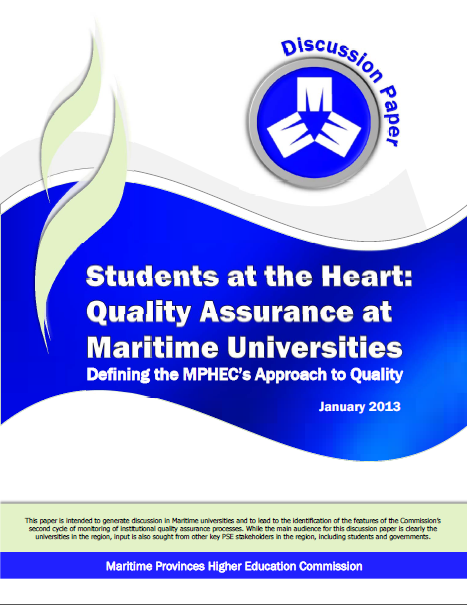 Discussion Paper
M
M
M
Students at the Heart:
Quality Assurance at
Maritime Universities
Defining the MPHEC's Approach to Quality
January 2013
This paper is intended to generate discussion in Maritime universities and to lead to the identification of the features of the Commission's
second cycle of monitoring of institutional quality assurance processes. While the main audience for this discussion paper is clearly the
universities in the region, input is also sought from other key PSE stakeholders in the region, including students and governments.
Maritime Provinces Higher Education Commission